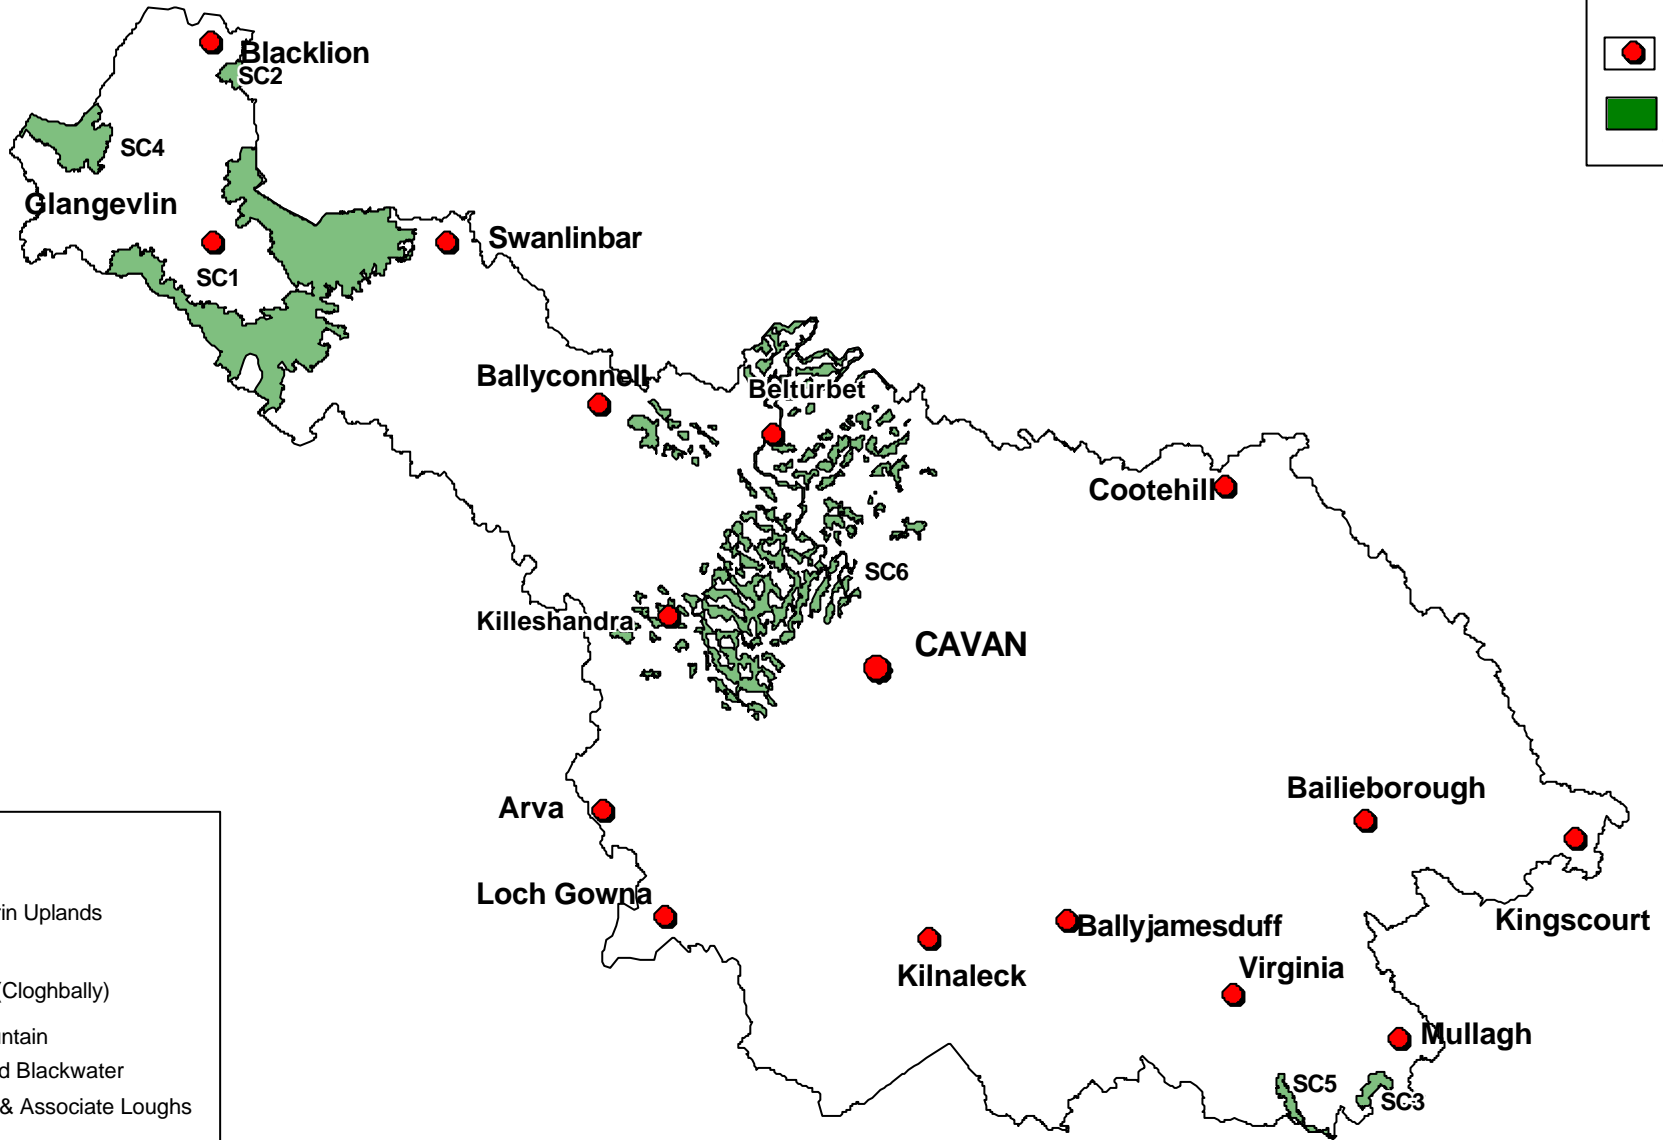 Blacklion
SC2
SC4
Glangevlin
Swanlinbar
SC1
Ballyconnell
Belturbet
Cootehill
SC6
Killeshandra
CAVAN
Bailieborough
Arva
Loch Gowna
Ballyjamesduff
Kingscourt
Kilnaleck
Virginia
Mullagh
SC5
SC3
rin Uplands
(Cloghbally)
untain
d Blackwater
& Associate Loughs